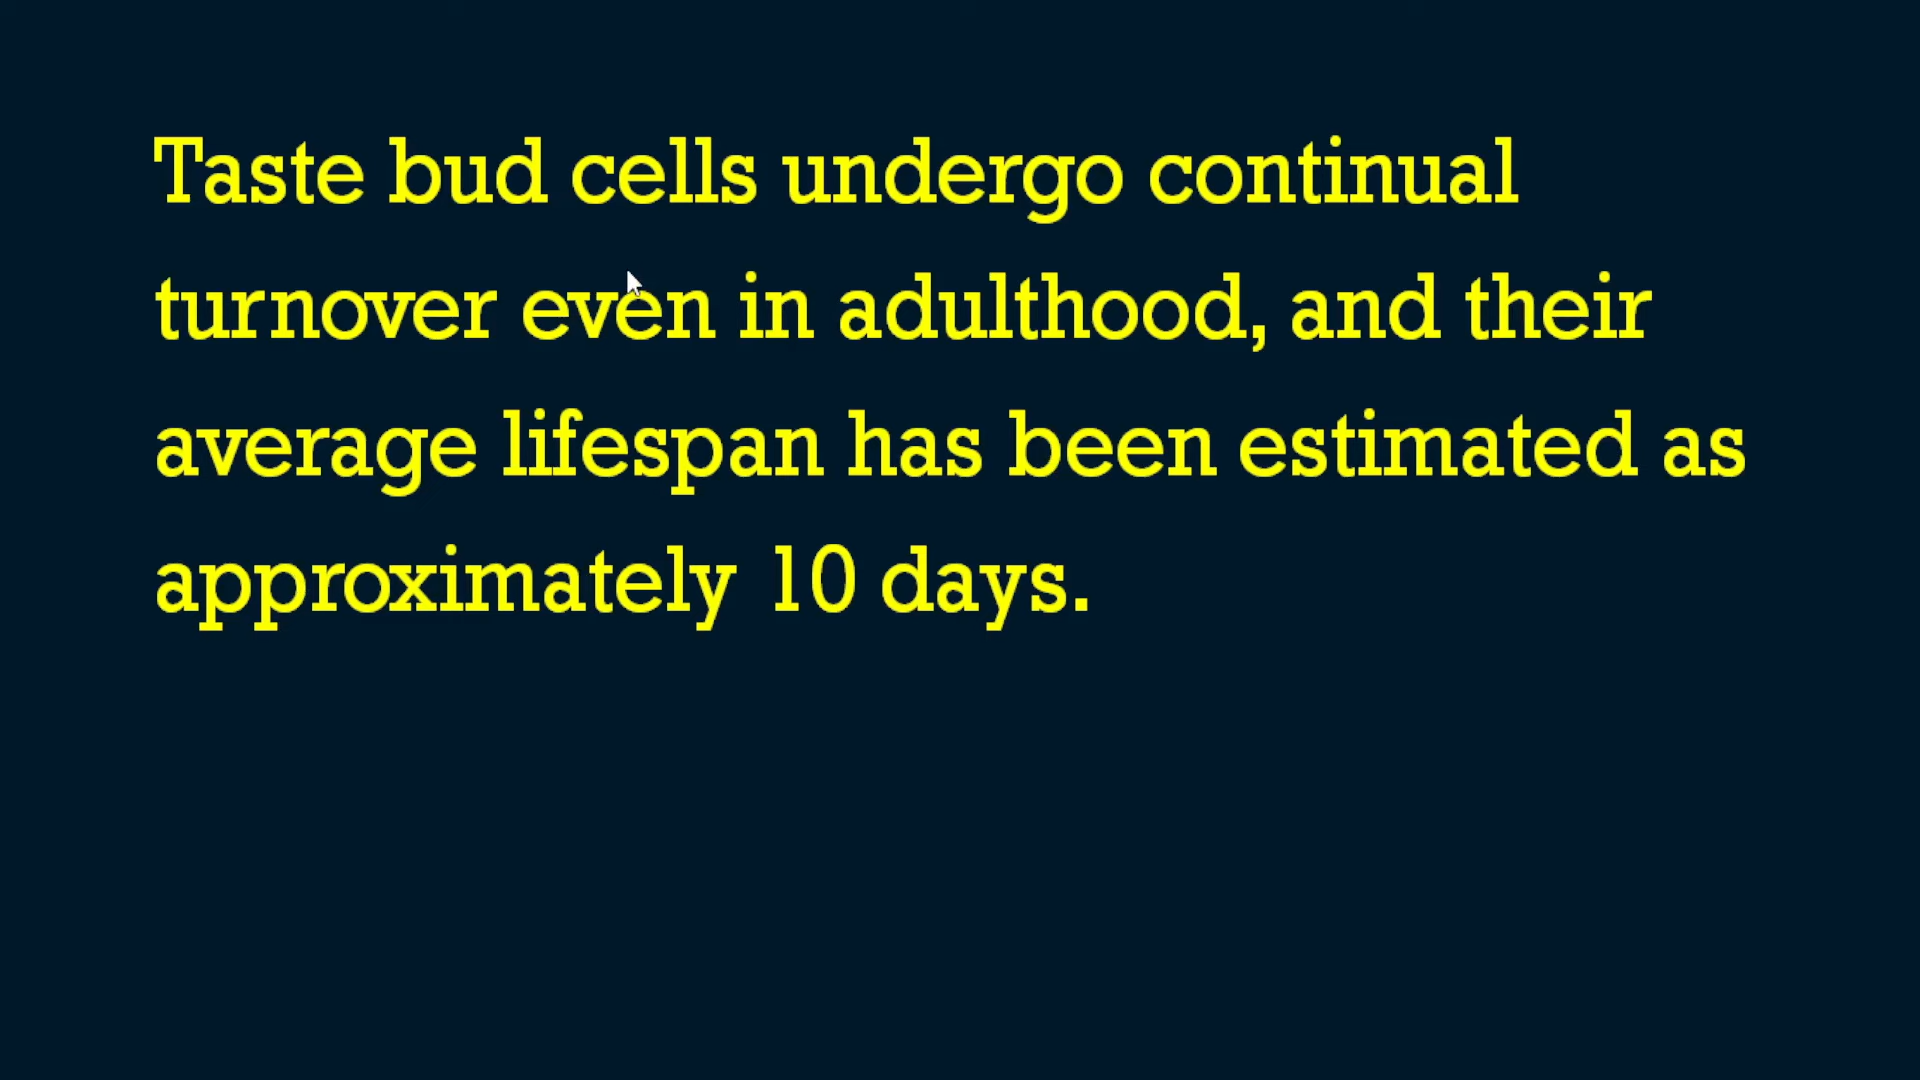 Taste bud cells undergo continual
turnover even in adulthood, and their
average lifespan has been estimated as
approximately 10 days.